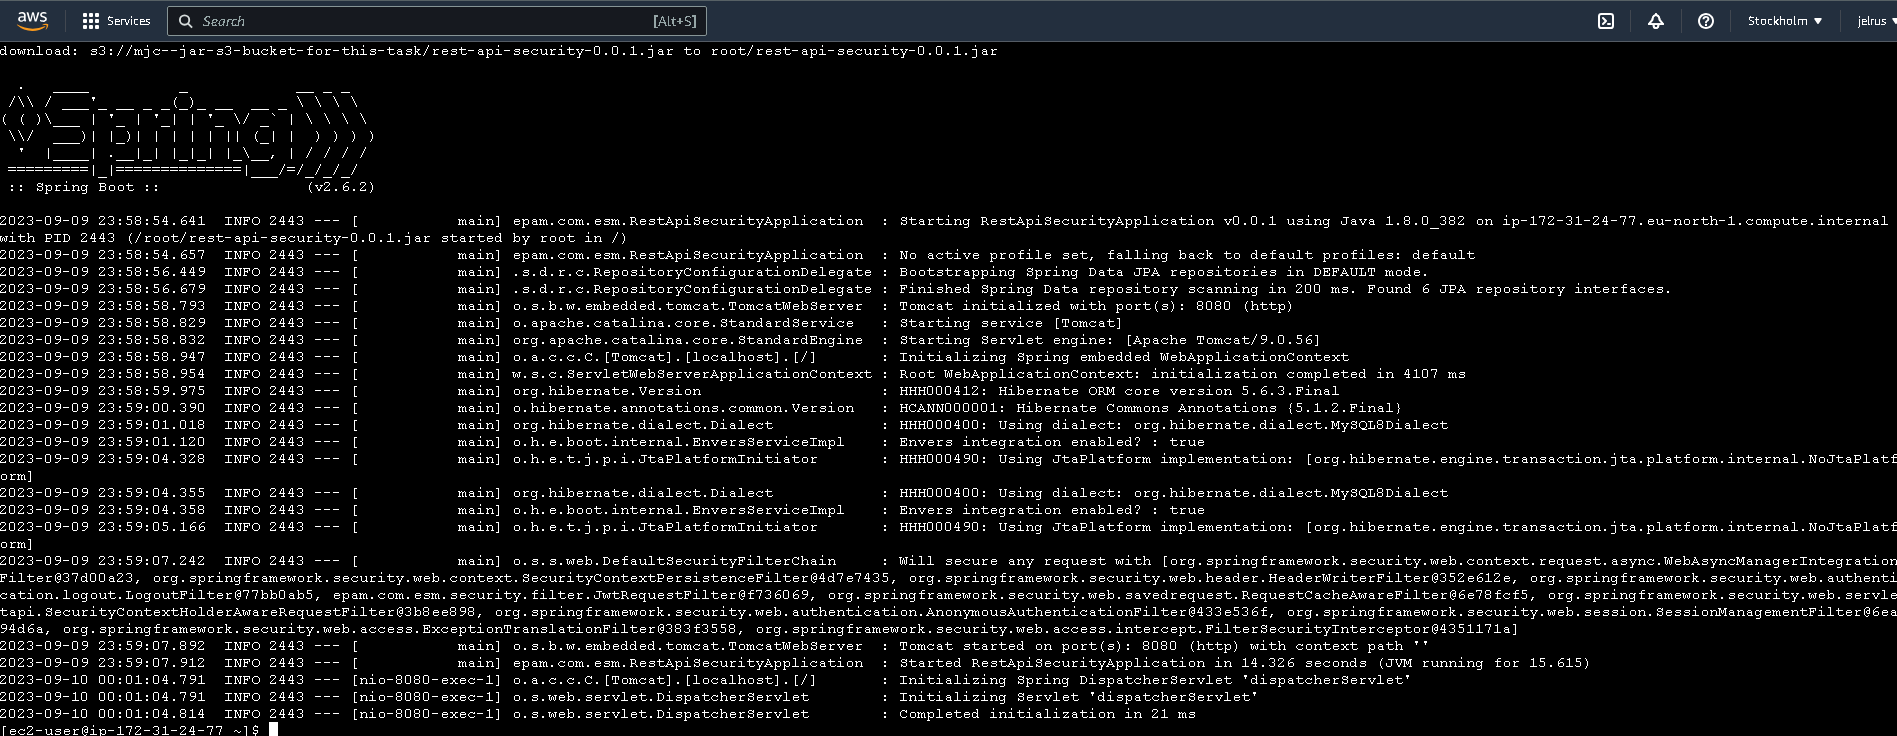 aws Services Search [Alt+S] Stockholm jelrus
download: s3://mjc--jar-s3-bucket-for-this-task/rest-api-security-0.0.1.jar to root/rest-api-security-0.0.1.jar
  .   ____          _            __ _ _
 /\\ / ___'_ __ _ _(_)_ __  __ _ \ \ \ \
( ( )\___ | '_ | '_| | '_ \/ _` | \ \ \ \
 \\/  ___)| |_)| | | | | || (_| |  ) ) ) )
  '  |____| .__|_| |_|_| |_\__, | / / / /
 =========|_|==============|___/=/_/_/_/
 :: Spring Boot ::                (v2.6.2)
2023-09-09 23:58:54.641  INFO 2443 --- [           main] epam.com.esm.RestApiSecurityApplication  : Starting RestApiSecurityApplication v0.0.1 using Java 1.8.0_382 on ip-172-31-24-77.eu-north-1.compute.internal
with PID 2443 (/root/rest-api-security-0.0.1.jar started by root in /)
2023-09-09 23:58:54.657  INFO 2443 --- [           main] epam.com.esm.RestApiSecurityApplication  : No active profile set, falling back to default profiles: default
2023-09-09 23:58:56.449  INFO 2443 --- [           main] .s.d.r.c.RepositoryConfigurationDelegate : Bootstrapping Spring Data JPA repositories in DEFAULT mode.
2023-09-09 23:58:56.679  INFO 2443 --- [           main] .s.d.r.c.RepositoryConfigurationDelegate : Finished Spring Data repository scanning in 200 ms. Found 6 JPA repository interfaces.
2023-09-09 23:58:58.793  INFO 2443 --- [           main] o.s.b.w.embedded.tomcat.TomcatWebServer  : Tomcat initialized with port(s): 8080 (http)
2023-09-09 23:58:58.829  INFO 2443 --- [           main] o.apache.catalina.core.StandardService   : Starting service [Tomcat]
2023-09-09 23:58:58.832  INFO 2443 --- [           main] org.apache.catalina.core.StandardEngine  : Starting Servlet engine: [Apache Tomcat/9.0.56]
2023-09-09 23:58:58.947  INFO 2443 --- [           main] o.a.c.c.C.[Tomcat].[localhost].[/]       : Initializing Spring embedded WebApplicationContext
2023-09-09 23:58:58.954  INFO 2443 --- [           main] w.s.c.ServletWebServerApplicationContext : Root WebApplicationContext: initialization completed in 4107 ms
2023-09-09 23:58:59.975  INFO 2443 --- [           main] org.hibernate.Version                    : HHH000412: Hibernate ORM core version 5.6.3.Final
2023-09-09 23:59:00.390  INFO 2443 --- [           main] o.hibernate.annotations.common.Version   : HCANN000001: Hibernate Commons Annotations {5.1.2.Final}
2023-09-09 23:59:01.018  INFO 2443 --- [           main] org.hibernate.dialect.Dialect            : HHH000400: Using dialect: org.hibernate.dialect.MySQL8Dialect
2023-09-09 23:59:01.120  INFO 2443 --- [           main] o.h.e.boot.internal.EnversServiceImpl    : Envers integration enabled? : true
2023-09-09 23:59:04.328  INFO 2443 --- [           main] o.h.e.t.j.p.i.JtaPlatformInitiator       : HHH000490: Using JtaPlatform implementation: [org.hibernate.engine.transaction.jta.platform.internal.NoJtaPlatf
orm]
2023-09-09 23:59:04.355  INFO 2443 --- [           main] org.hibernate.dialect.Dialect            : HHH000400: Using dialect: org.hibernate.dialect.MySQL8Dialect
2023-09-09 23:59:04.358  INFO 2443 --- [           main] o.h.e.boot.internal.EnversServiceImpl    : Envers integration enabled? : true
2023-09-09 23:59:05.166  INFO 2443 --- [           main] o.h.e.t.j.p.i.JtaPlatformInitiator       : HHH000490: Using JtaPlatform implementation: [org.hibernate.engine.transaction.jta.platform.internal.NoJtaPlatf
orm]
2023-09-09 23:59:07.242  INFO 2443 --- [           main] o.s.s.web.DefaultSecurityFilterChain     : Will secure any request with [org.springframework.security.web.context.request.async.WebAsyncManagerIntegration
Filter@37d00a23, org.springframework.security.web.context.SecurityContextPersistenceFilter@4d7e7435, org.springframework.security.web.header.HeaderWriterFilter@352e612e, org.springframework.security.web.authenti
cation.logout.LogoutFilter@77bb0ab5, epam.com.esm.security.filter.JwtRequestFilter@f736069, org.springframework.security.web.savedrequest.RequestCacheAwareFilter@6e78fcf5, org.springframework.security.web.servle
tapi.SecurityContextHolderAwareRequestFilter@3b8ee898, org.springframework.security.web.authentication.AnonymousAuthenticationFilter@433e536f, org.springframework.security.web.session.SessionManagementFilter@6ea
94d6a, org.springframework.security.web.access.ExceptionTranslationFilter@383f3558, org.springframework.security.web.access.intercept.FilterSecurityInterceptor@4351171a]
2023-09-09 23:59:07.892  INFO 2443 --- [           main] o.s.b.w.embedded.tomcat.TomcatWebServer  : Tomcat started on port(s): 8080 (http) with context path ''
2023-09-09 23:59:07.912  INFO 2443 --- [           main] epam.com.esm.RestApiSecurityApplication  : Started RestApiSecurityApplication in 14.326 seconds (JVM running for 15.615)
2023-09-10 00:01:04.791  INFO 2443 --- [nio-8080-exec-1] o.a.c.c.C.[Tomcat].[localhost].[/]       : Initializing Spring DispatcherServlet 'dispatcherServlet'
2023-09-10 00:01:04.791  INFO 2443 --- [nio-8080-exec-1] o.s.web.servlet.DispatcherServlet        : Initializing Servlet 'dispatcherServlet'
2023-09-10 00:01:04.814  INFO 2443 --- [nio-8080-exec-1] o.s.web.servlet.DispatcherServlet        : Completed initialization in 21 ms
[ec2-user@ip-172-31-24-77 ~]$